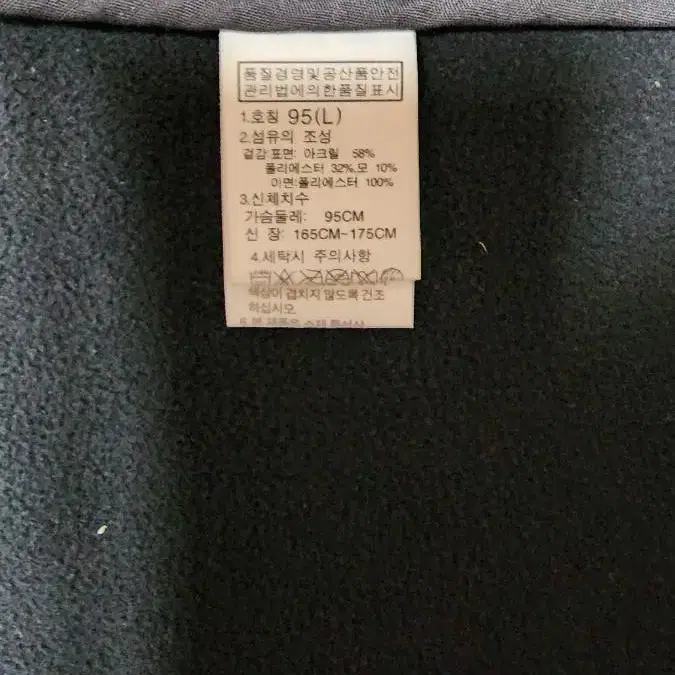 품질경영및공산품안전
관리법에의한품질표시
1.호칭 95(L)
2.섬유의 조성
겉감:표면: 아크릴 58%
폴리에스터 32%,모 10%
이면:폴리에스터 100%
3.신체치수
가슴둘레: 95CM
신 장: 165CM~175CM
4.세탁시 주의사항
색상이 겹치지 않도록 건조
하십시오.